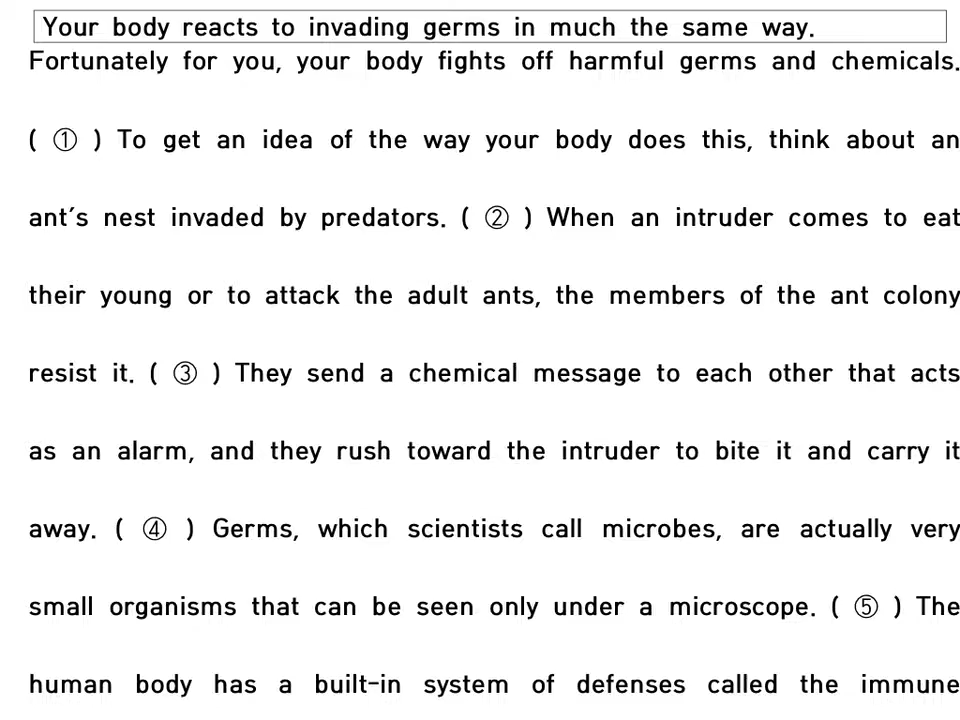 Your body reacts to invading germs in much the same way.
Fortunately for you, your body fights off harmful germs and chemicals.
( ① ) To get an idea of the way your body does this, think about an
ant's nest invaded by predators. ( ② ) When an intruder comes to eat
their young or to attack the adult ants, the members of the ant colony
resist it. ( ③ ) They send a chemical message to each other that acts
as an alarm, and they rush toward the intruder to bite it and carry it
away. ( ④ ) Germs, which scientists call microbes, are actually very
small organisms that can be seen only under a microscope. ( ⑤ ) The
human body has a built-in system of defenses called the immune